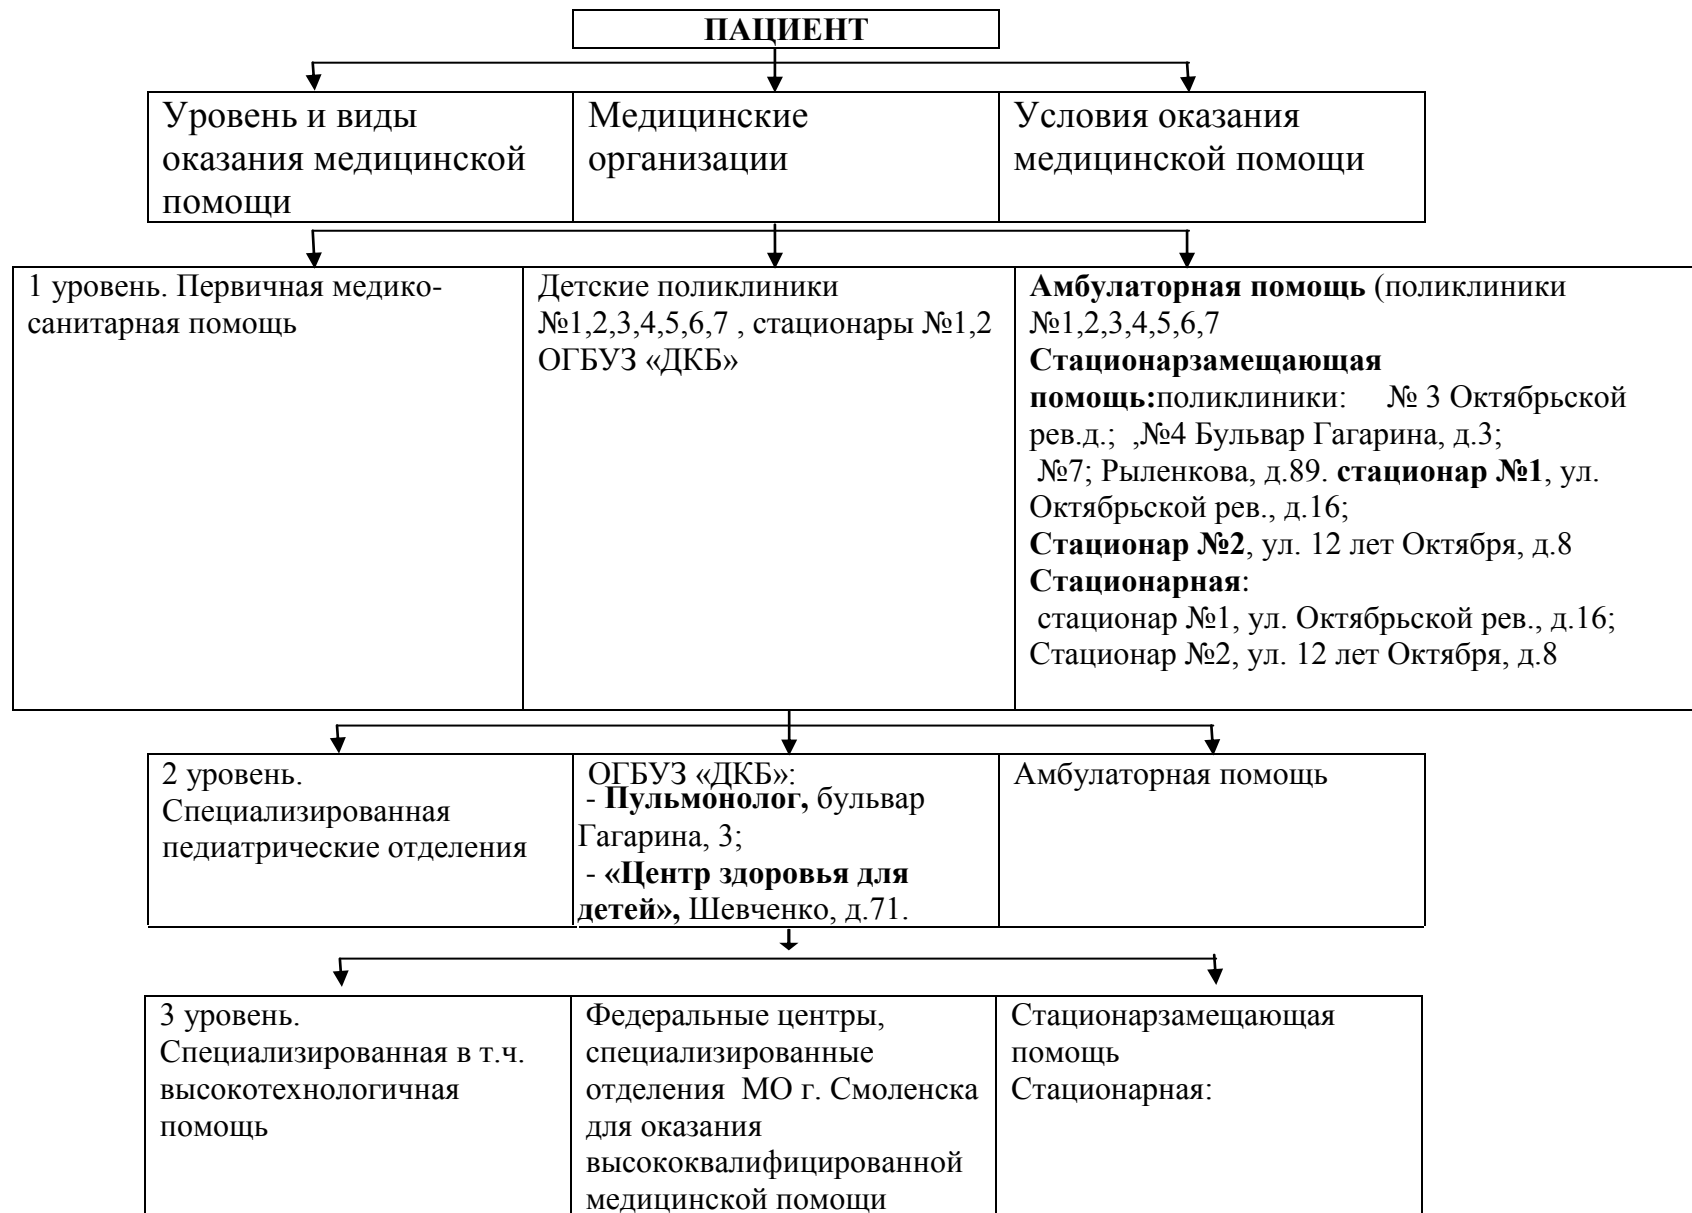 ПАЦИЕНТ
Уровень и виды
оказания медицинской
помощи
Медицинские
организации
Условия оказания
медицинской помощи
1 уровень. Первичная медико-
санитарная помощь
Детские поликлиники
№1,2,3,4,5,6,7 , стационары №1,2
ОГБУЗ «ДКБ»
Амбулаторная помощь (поликлиники
№1,2,3,4,5,6,7
Стационарзамещающая
помощь:поликлиники: № 3 Октябрьской
рев.д.; ,№4 Бульвар Гагарина, д.3;
№7; Рыленкова, д.89. стационар №1, ул.
Октябрьской рев., д.16;
Стационар №2, ул. 12 лет Октября, д.8
Стационарная:
стационар №1, ул. Октябрьской рев., д.16;
Стационар №2, ул. 12 лет Октября, д.8
2 уровень.
Специализированная
педиатрические отделения
ОГБУЗ «ДКБ»:
- Пульмонолог, бульвар
Гагарина, 3;
- «Центр здоровья для
детей», Шевченко, д.71.
Амбулаторная помощь
3 уровень.
Специализированная в т.ч.
высокотехнологичная
помощь
Федеральные центры,
специализированные
отделения МО г. Смоленска
для оказания
высококвалифицированной
медицинской помощи
Стационарзамещающая
помощь
Стационарная: